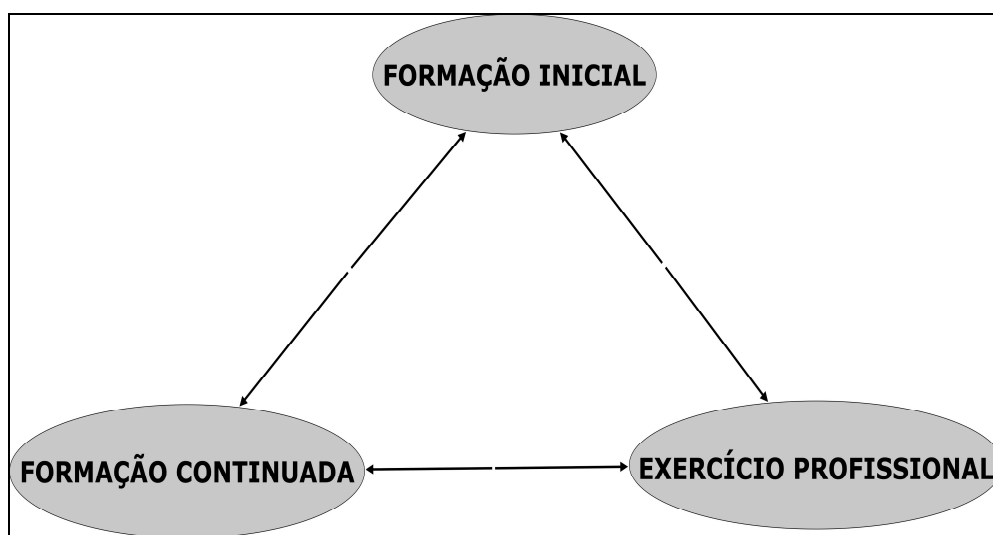 FORMAÇÃO INICIAL
FORMAÇÃO CONTINUADA
EXERCÍCIO PROFISSIONAL